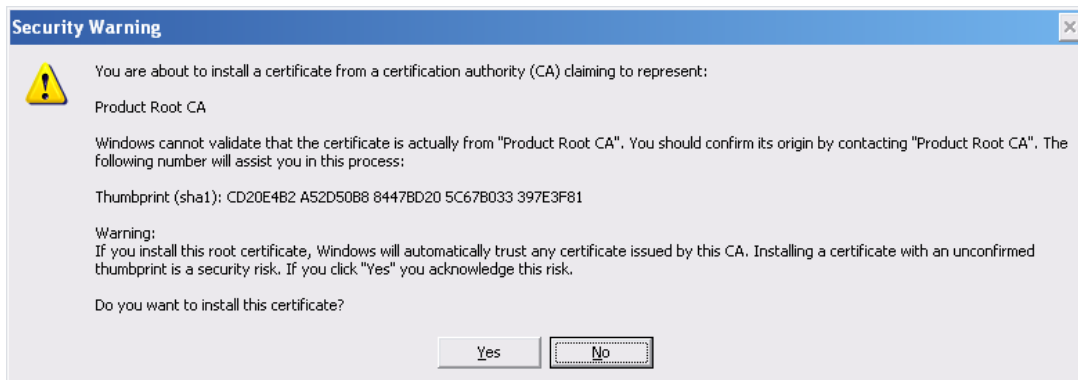 Security Warning
You are about to install a certificate from a certification authority (CA) claiming to represent:
Product Root CA
Windows cannot validate that the certificate is actually from "Product Root CA". You should confirm its origin by contacting "Product Root CA". The
following number will assist you in this process:
Thumbprint (sha1): CD20E4B2 A52D50B8 8447BD20 5C67B033 397E3F81
Warning:
If you install this root certificate, Windows will automatically trust any certificate issued by this CA. Installing a certificate with an unconfirmed
thumbprint is a security risk. If you click "Yes" you acknowledge this risk.
Do you want to install this certificate?
Yes No